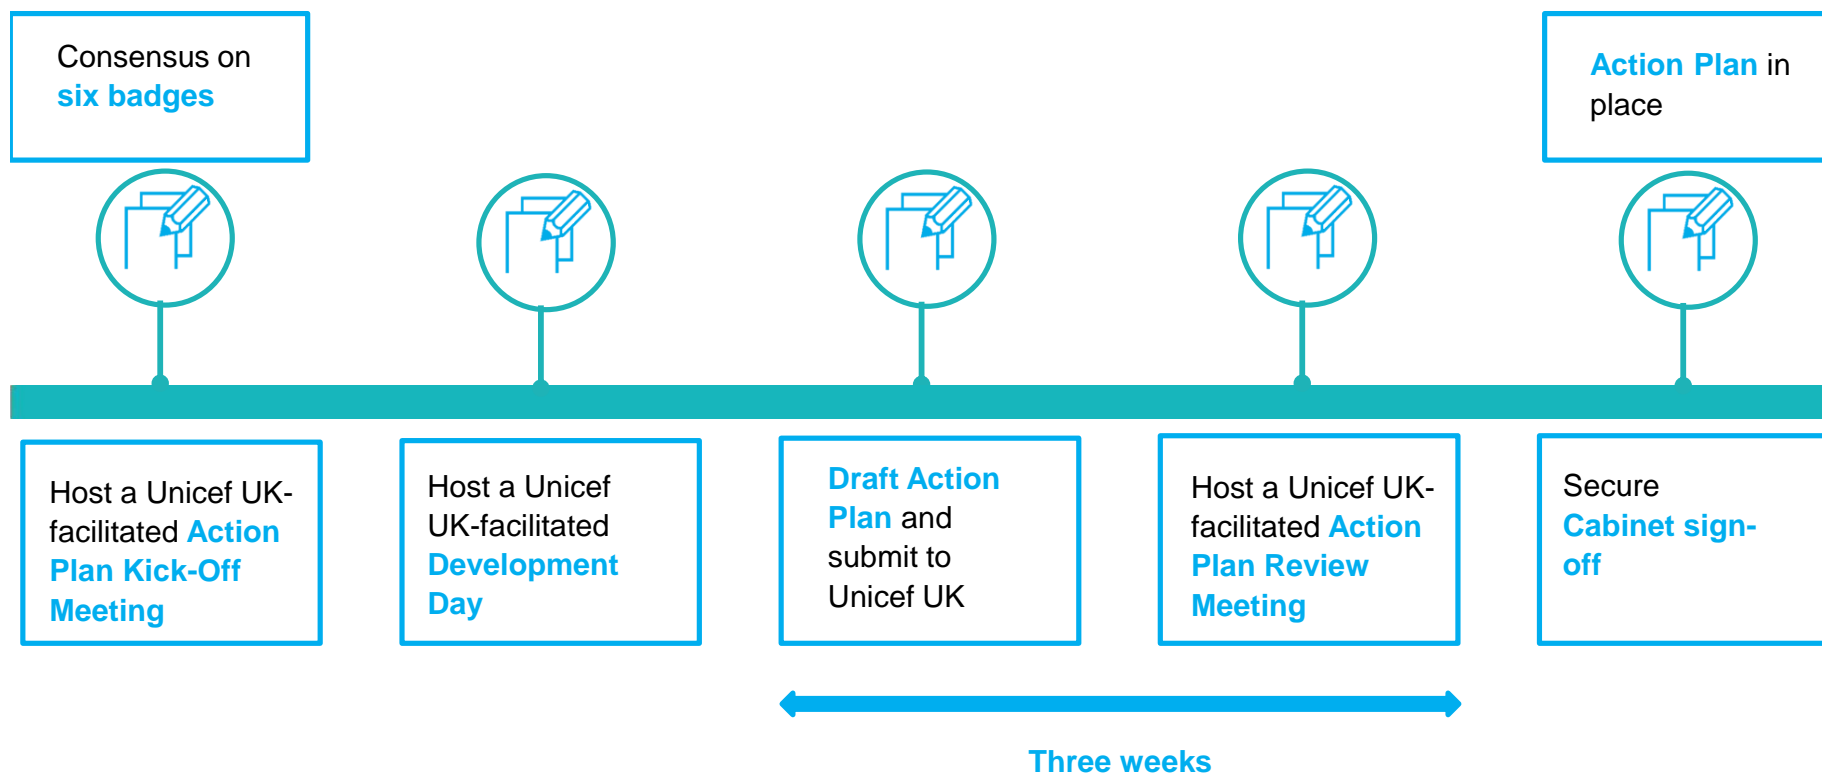 Consensus on
six badges
Action Plan in
place
Host a Unicef UK-
facilitated Action
Plan Kick-Off
Meeting
Host a Unicef
UK-facilitated
Development
Day
Draft Action
Plan and
submit to
Unicef UK
Host a Unicef UK-
facilitated Action
Plan Review
Meeting
Secure
Cabinet sign-
off
Three weeks